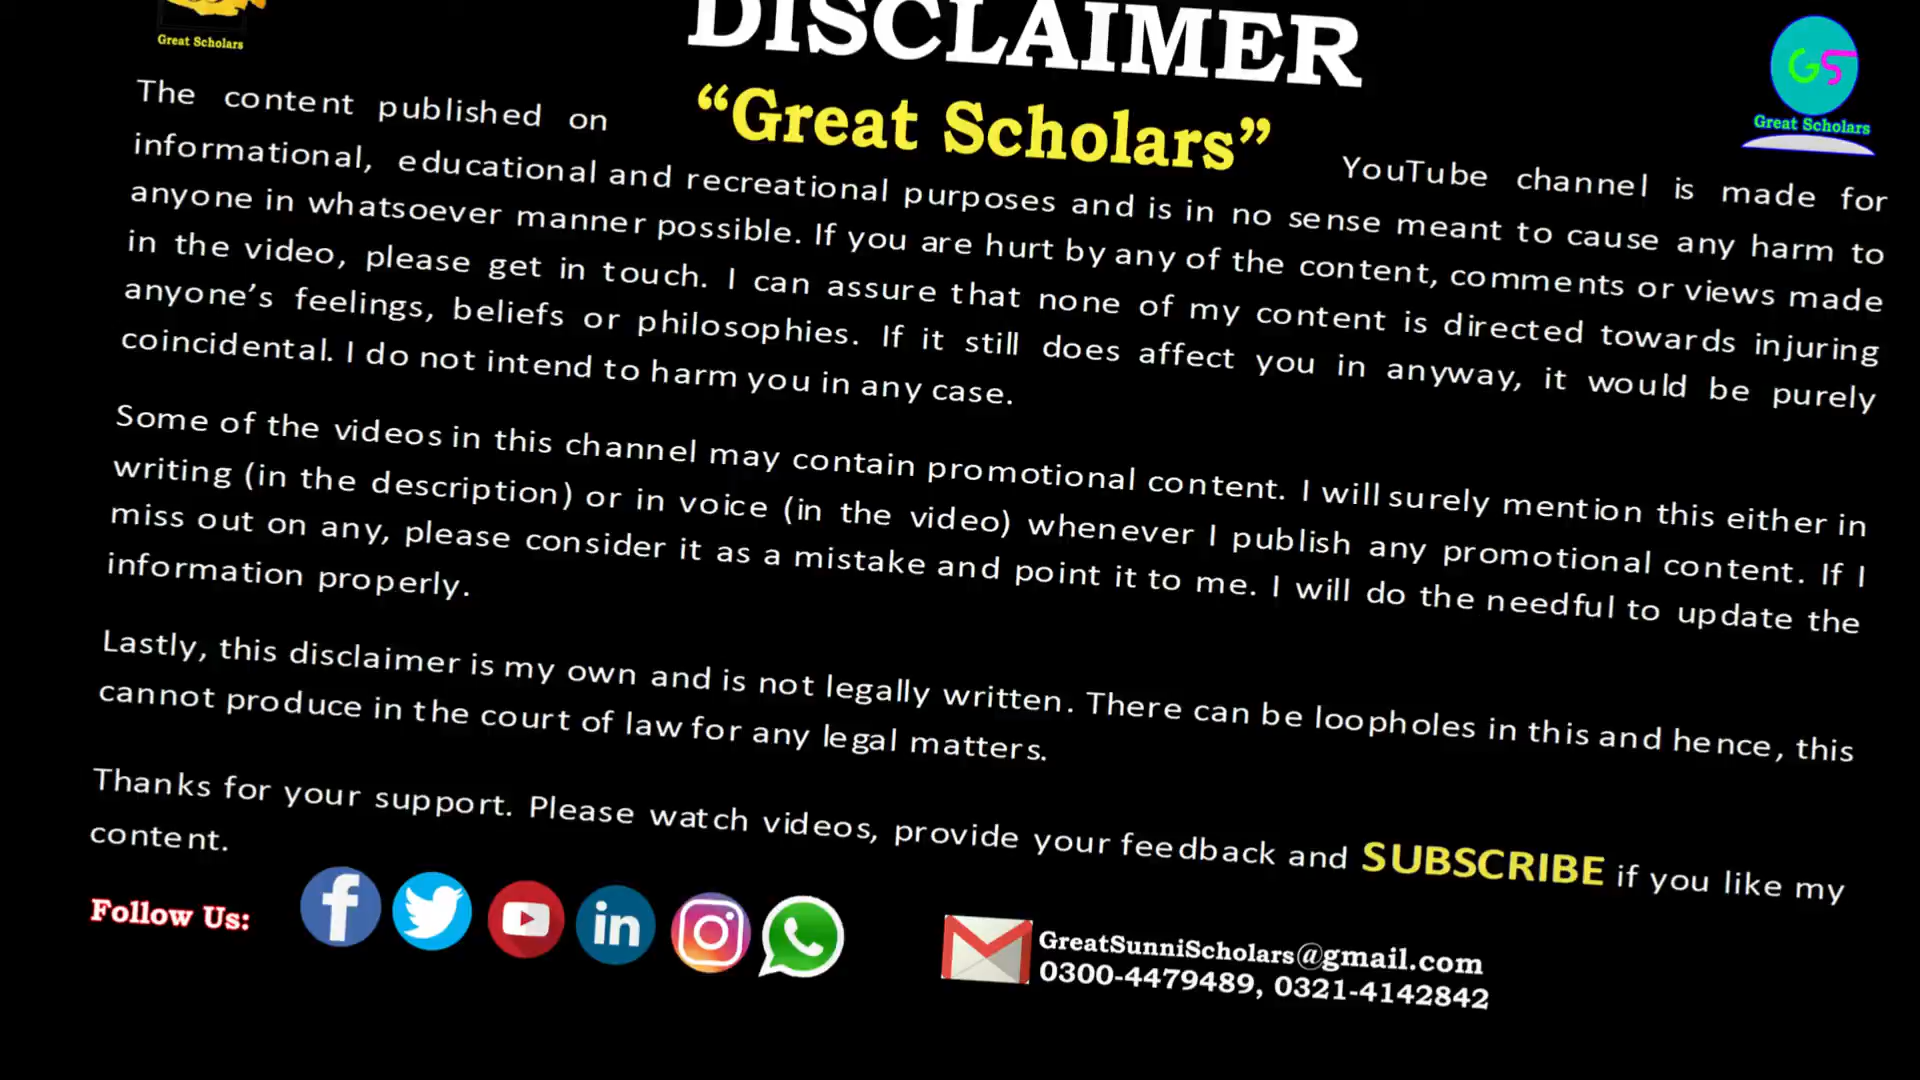 Great Scholars
DISCLAIMER
GS
Great Scholars
The content published on “Great Scholars” YouTube channel is made for
informational, educational and recreational purposes and is in no sense meant to cause any harm to
anyone in whatsoever manner possible. If you are hurt by any of the content, comments or views made
in the video, please get in touch. I can assure that none of my content is directed towards injuring
anyone’s feelings, beliefs or philosophies. If it still does affect you in anyway, it would be purely
coincidental. I do not intend to harm you in any case.
Some of the videos in this channel may contain promotional content. I will surely mention this either in
writing (in the description) or in voice (in the video) whenever I publish any promotional content. If I
miss out on any, please consider it as a mistake and point it to me. I will do the needful to update the
information properly.
Lastly, this disclaimer is my own and is not legally written. There can be loopholes in this and hence, this
cannot produce in the court of law for any legal matters.
Thanks for your support. Please watch videos, provide your feedback and SUBSCRIBE if you like my
content.
Follow Us:
GreatSunniScholars@gmail.com
0300-4479489, 0321-4142842